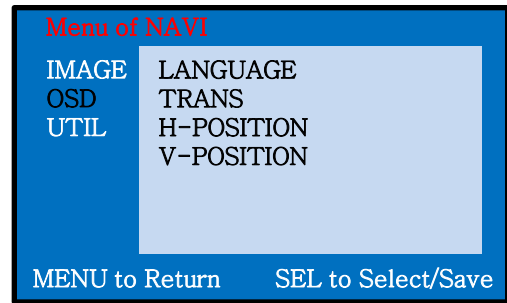 Menu of NAVI
IMAGE LANGUAGE
OSD TRANS
UTIL H-POSITION
V-POSITION
MENU to Return SEL to Select/Save